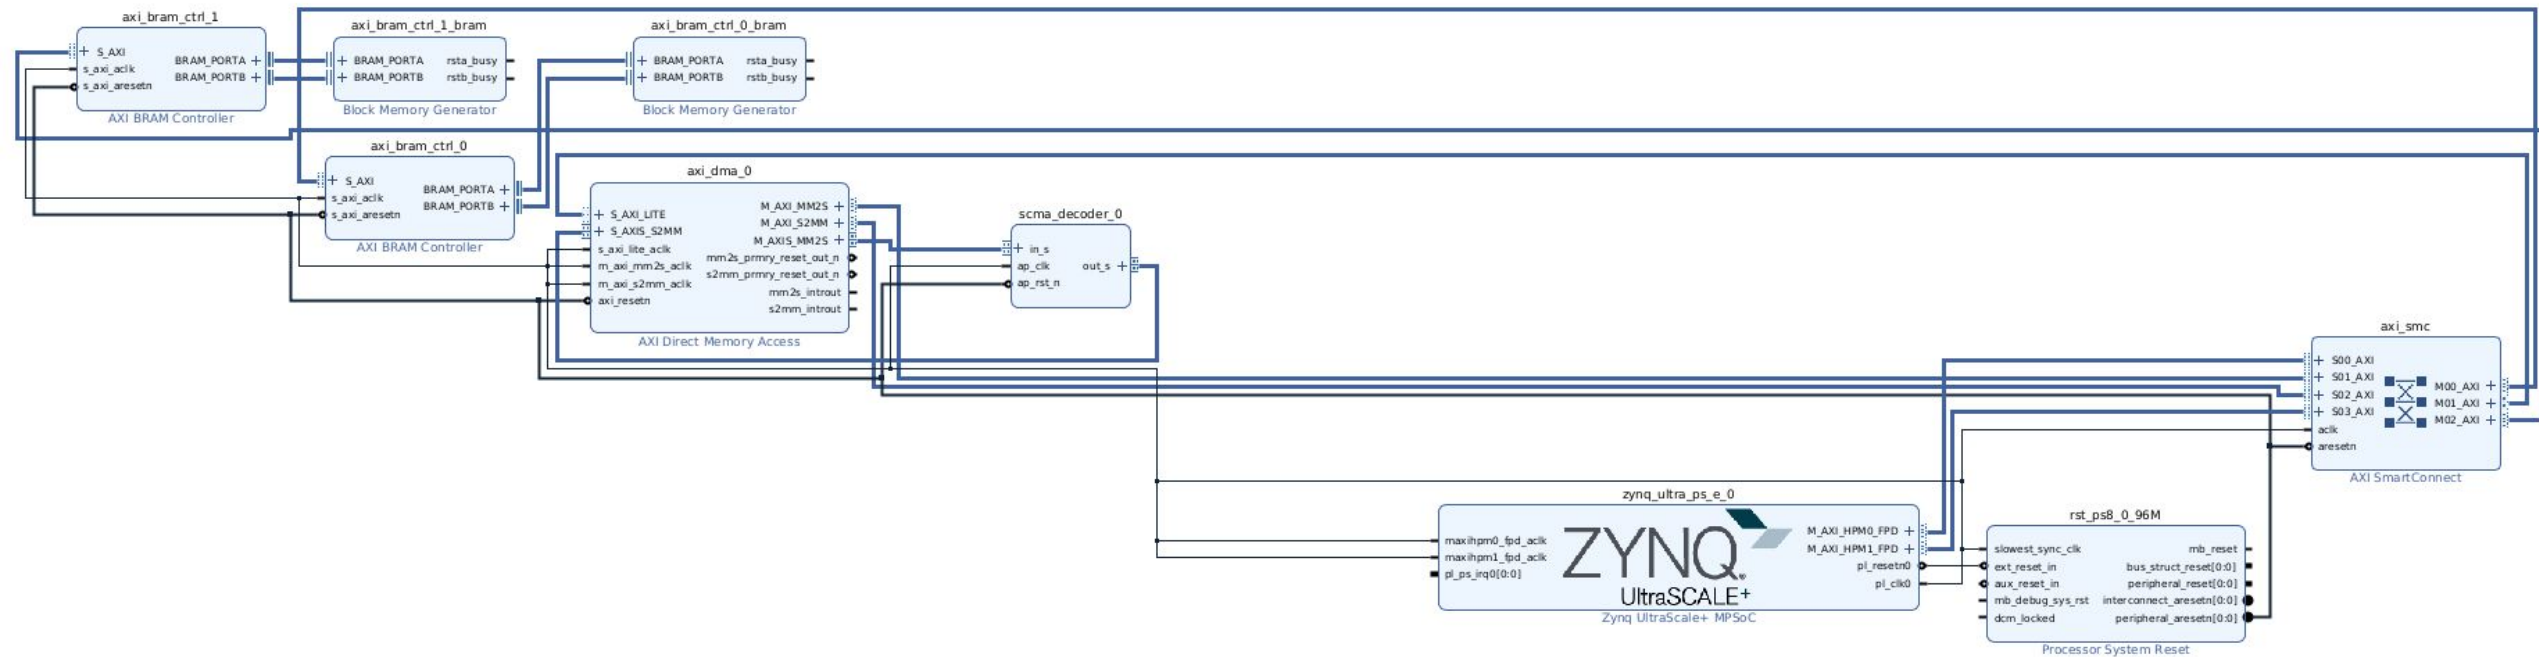 axi_bram_ctrl_1
S_AXI
s_axi_aclk
s_axi_aresetn
BRAM_PORTA
BRAM_PORTB
AXI BRAM Controller
axi_bram_ctrl_1_bram
BRAM_PORTA
BRAM_PORTB
rsta_busy
rstb_busy
Block Memory Generator
axi_bram_ctrl_0_bram
BRAM_PORTA
BRAM_PORTB
rsta_busy
rstb_busy
Block Memory Generator
axi_bram_ctrl_0
S_AXI
s_axi_aclk
s_axi_aresetn
BRAM_PORTA
BRAM_PORTB
AXI BRAM Controller
axi_dma_0
S_AXI_LITE
S_AXIS_S2MM
s_axi_lite_aclk
m_axi_mm2s_aclk
m_axi_s2mm_aclk
axi_resetn
M_AXI_MM2S
M_AXI_S2MM
M_AXIS_MM2S
mm2s_prmry_reset_out_n
s2mm_prmry_reset_out_n
mm2s_introut
s2mm_introut
AXI Direct Memory Access
scma_decoder_0
in_s
ap_clk
ap_rst_n
out_s
axi_smc
S00_AXI
S01_AXI
S02_AXI
S03_AXI
aclk
aresetn
M00_AXI
M01_AXI
M02_AXI
AXI SmartConnect
zynq_ultra_ps_e_0
maxihpm0_fpd_aclk
maxihpm1_fpd_aclk
pl_ps_irq0[0:0]
ZYNQ
UltraSCALE+
M_AXI_HPM0_FPD
M_AXI_HPM1_FPD
pl_resetn0
pl_clk0
Zynq UltraScale+ MPSoC
rst_ps8_0_96M
slowest_sync_clk
ext_reset_in
aux_reset_in
mb_debug_sys_rst
dcm_locked
mb_reset
bus_struct_reset[0:0]
peripheral_reset[0:0]
interconnect_aresetn[0:0]
peripheral_aresetn[0:0]
Processor System Reset